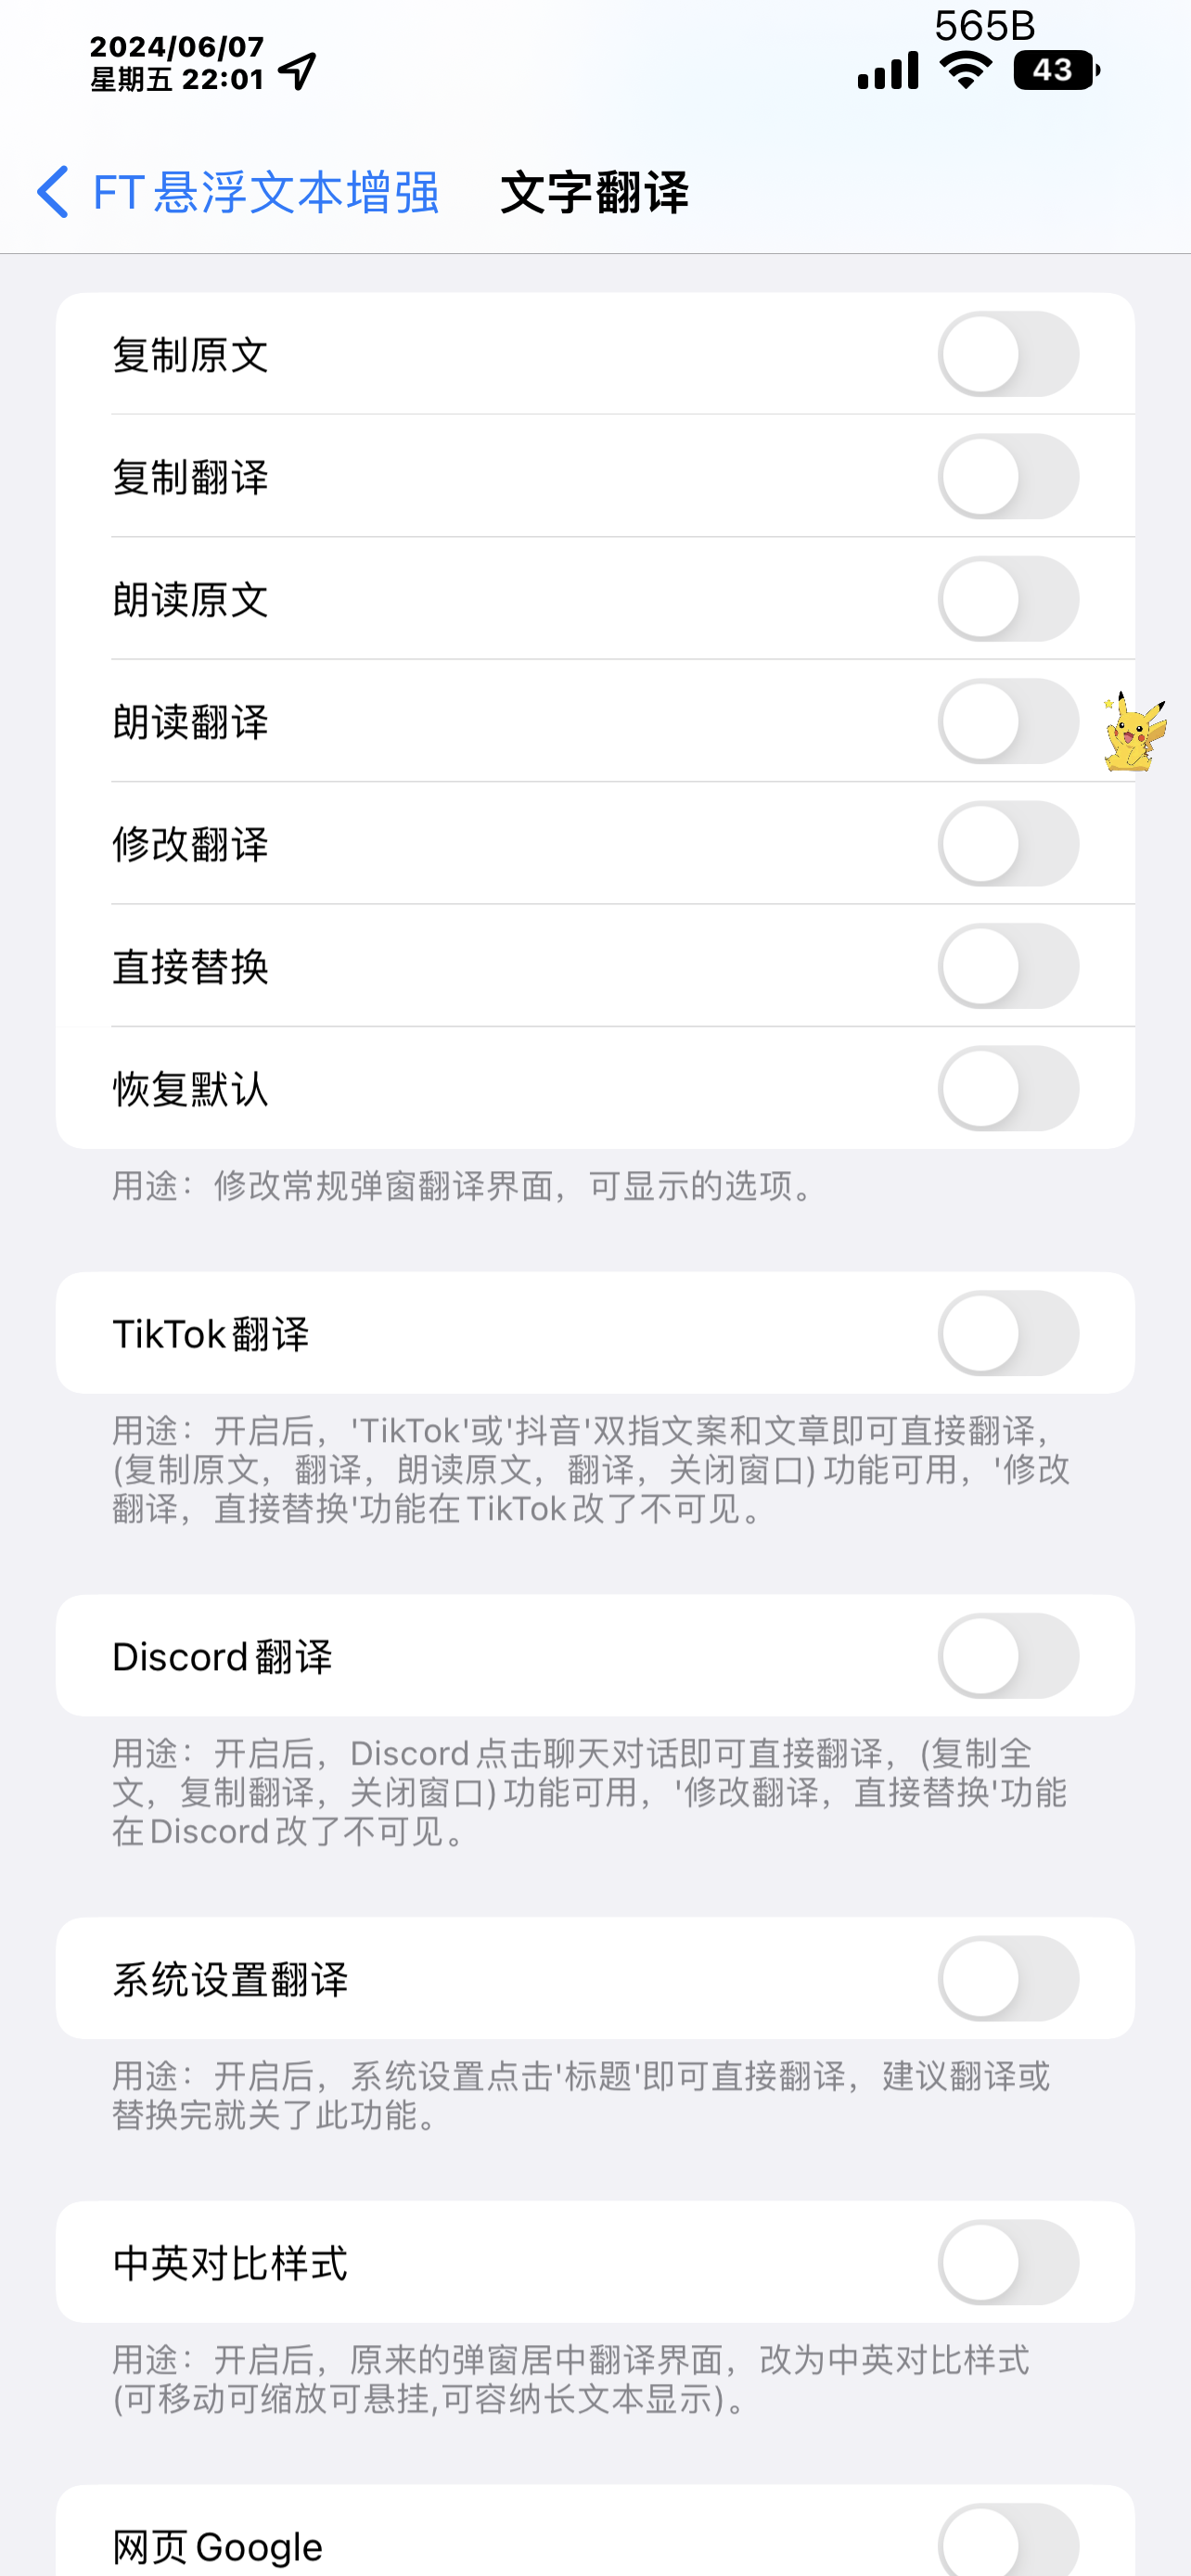 565B
2024/06/07
星期五 22:01
43
FT悬浮文本增强 文字翻译
复制原文
复制翻译
朗读原文
朗读翻译
修改翻译
直接替换
恢复默认
用途：修改常规弹窗翻译界面，可显示的选项。
TikTok翻译
用途：开启后，'TikTok'或'抖音'双指文案和文章即可直接翻译，
(复制原文，翻译，朗读原文，翻译，关闭窗口)功能可用，'修改
翻译，直接替换'功能在TikTok改了不可见。
Discord翻译
用途：开启后，Discord点击聊天对话即可直接翻译，(复制全
文，复制翻译，关闭窗口)功能可用，'修改翻译，直接替换'功能
在Discord改了不可见。
系统设置翻译
用途：开启后，系统设置点击'标题'即可直接翻译，建议翻译或
替换完就关了此功能。
中英对比样式
用途：开启后，原来的弹窗居中翻译界面，改为中英对比样式
(可移动可缩放可悬挂,可容纳长文本显示)。
网页Google